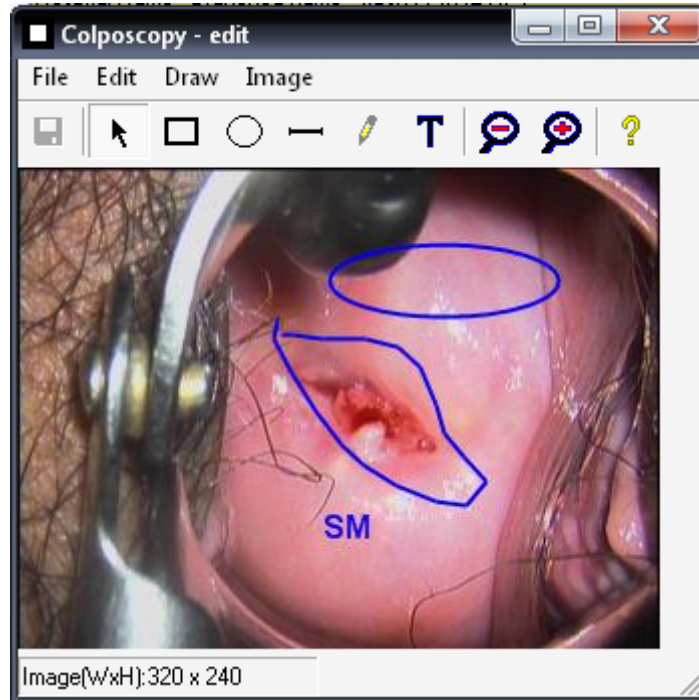 Colposcopy - edit
File Edit Draw Image
T ?
SM
Image(WxH):320 x 240